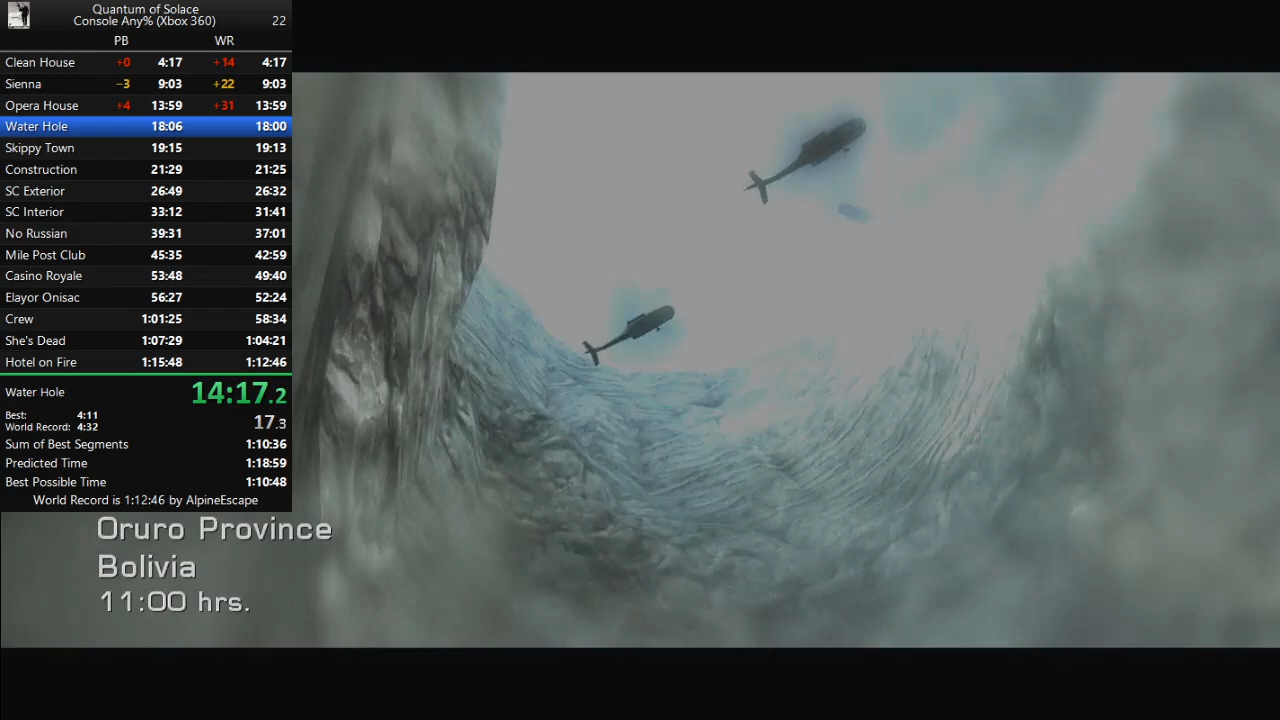 Quantum of Solace
Console Any% (Xbox 360) 22
PB WR
Clean House +0 4:17 +14 4:17
Sienna −3 9:03 +22 9:03
Opera House +4 13:59 +31 13:59
Water Hole 18:06 18:00
Skippy Town 19:15 19:13
Construction 21:29 21:25
SC Exterior 26:49 26:32
SC Interior 33:12 31:41
No Russian 39:31 37:01
Mile Post Club 45:35 42:59
Casino Royale 53:48 49:40
Elayor Onisac 56:27 52:24
Crew 1:01:25 58:34
She's Dead 1:07:29 1:04:21
Hotel on Fire 1:15:48 1:12:46
Water Hole 14:17.2
Best: 4:11
World Record: 4:32 17.3
Sum of Best Segments 1:10:36
Predicted Time 1:18:59
Best Possible Time 1:10:48
World Record is 1:12:46 by AlpineEscape
Oruro Province
Bolivia
11:00 hrs.